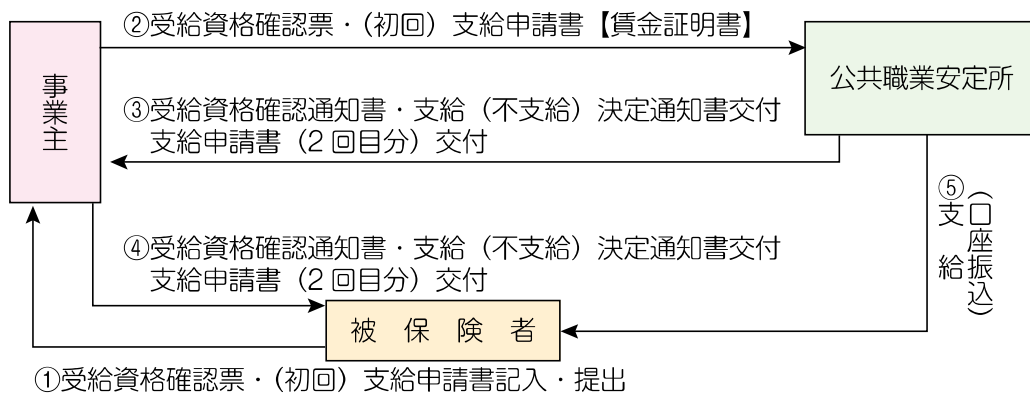 ②受給資格確認票・(初回) 支給申請書【賃金証明書】
事業主
公共職業安定所
③受給資格確認通知書・支給(不支給)決定通知書交付
支給申請書(2回目分)交付
⑤支給
(口座振込)
④受給資格確認通知書・支給(不支給)決定通知書交付
支給申請書(2回目分)交付
被保険者
①受給資格確認票・(初回) 支給申請書記入・提出